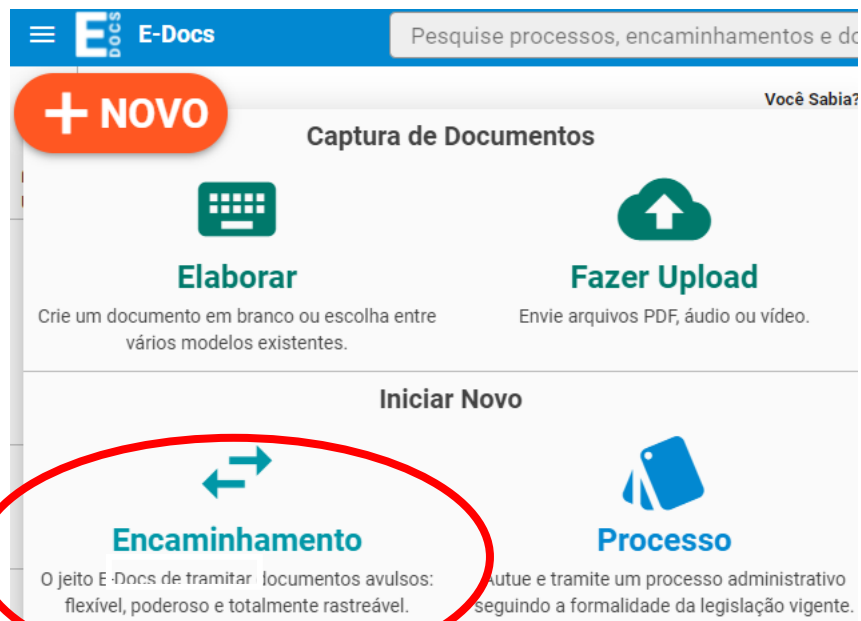 E DOCS E-Docs Pesquise processos, encaminhamentos e do
+ NOVO
Você Sabia?
Captura de Documentos
Elaborar
Crie um documento em branco ou escolha entre
vários modelos existentes.
Fazer Upload
Envie arquivos PDF, áudio ou vídeo.
Iniciar Novo
Encaminhamento
O jeito E-Docs de tramitar documentos avulsos:
flexível, poderoso e totalmente rastreável.
Processo
Autue e tramite um processo administrativo
seguindo a formalidade da legislação vigente.